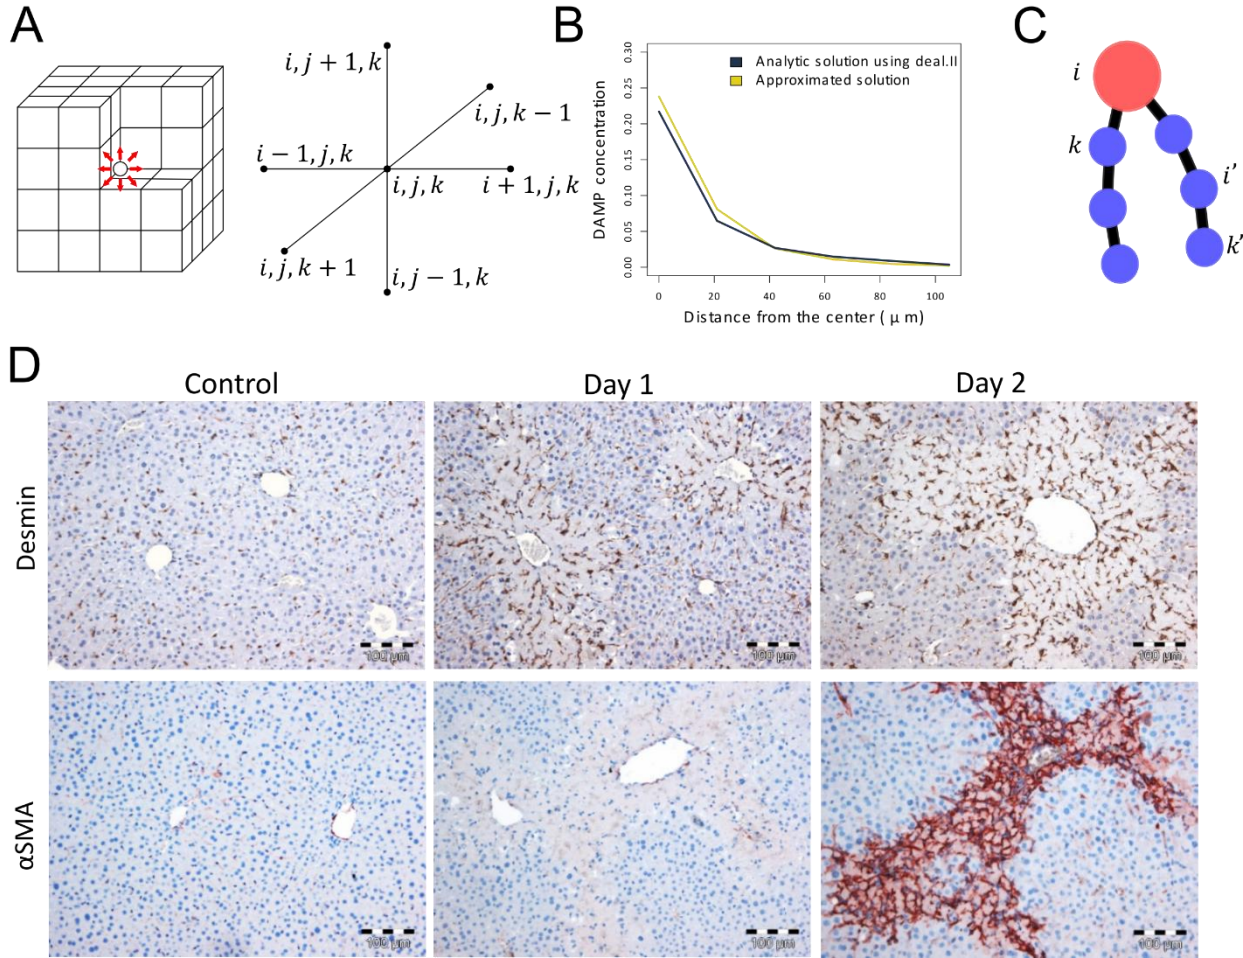 A
i, j + 1, k
i, j, k − 1
i − 1, j, k
i, j, k
i + 1, j, k
i, j, k + 1
i, j − 1, k
B
DAMP concentration
0.30
0.25
0.20
0.15
0.10
0.05
0.00
Analytic solution using deal.II
Approximated solution
0 20 40 60 80 100
Distance from the center ( μ m)
C
i
k
i’
k’
D
Control Day 1 Day 2
Desmin
100 µm 100 µm 100 µm
αSMA
100 µm 100 µm 100 µm